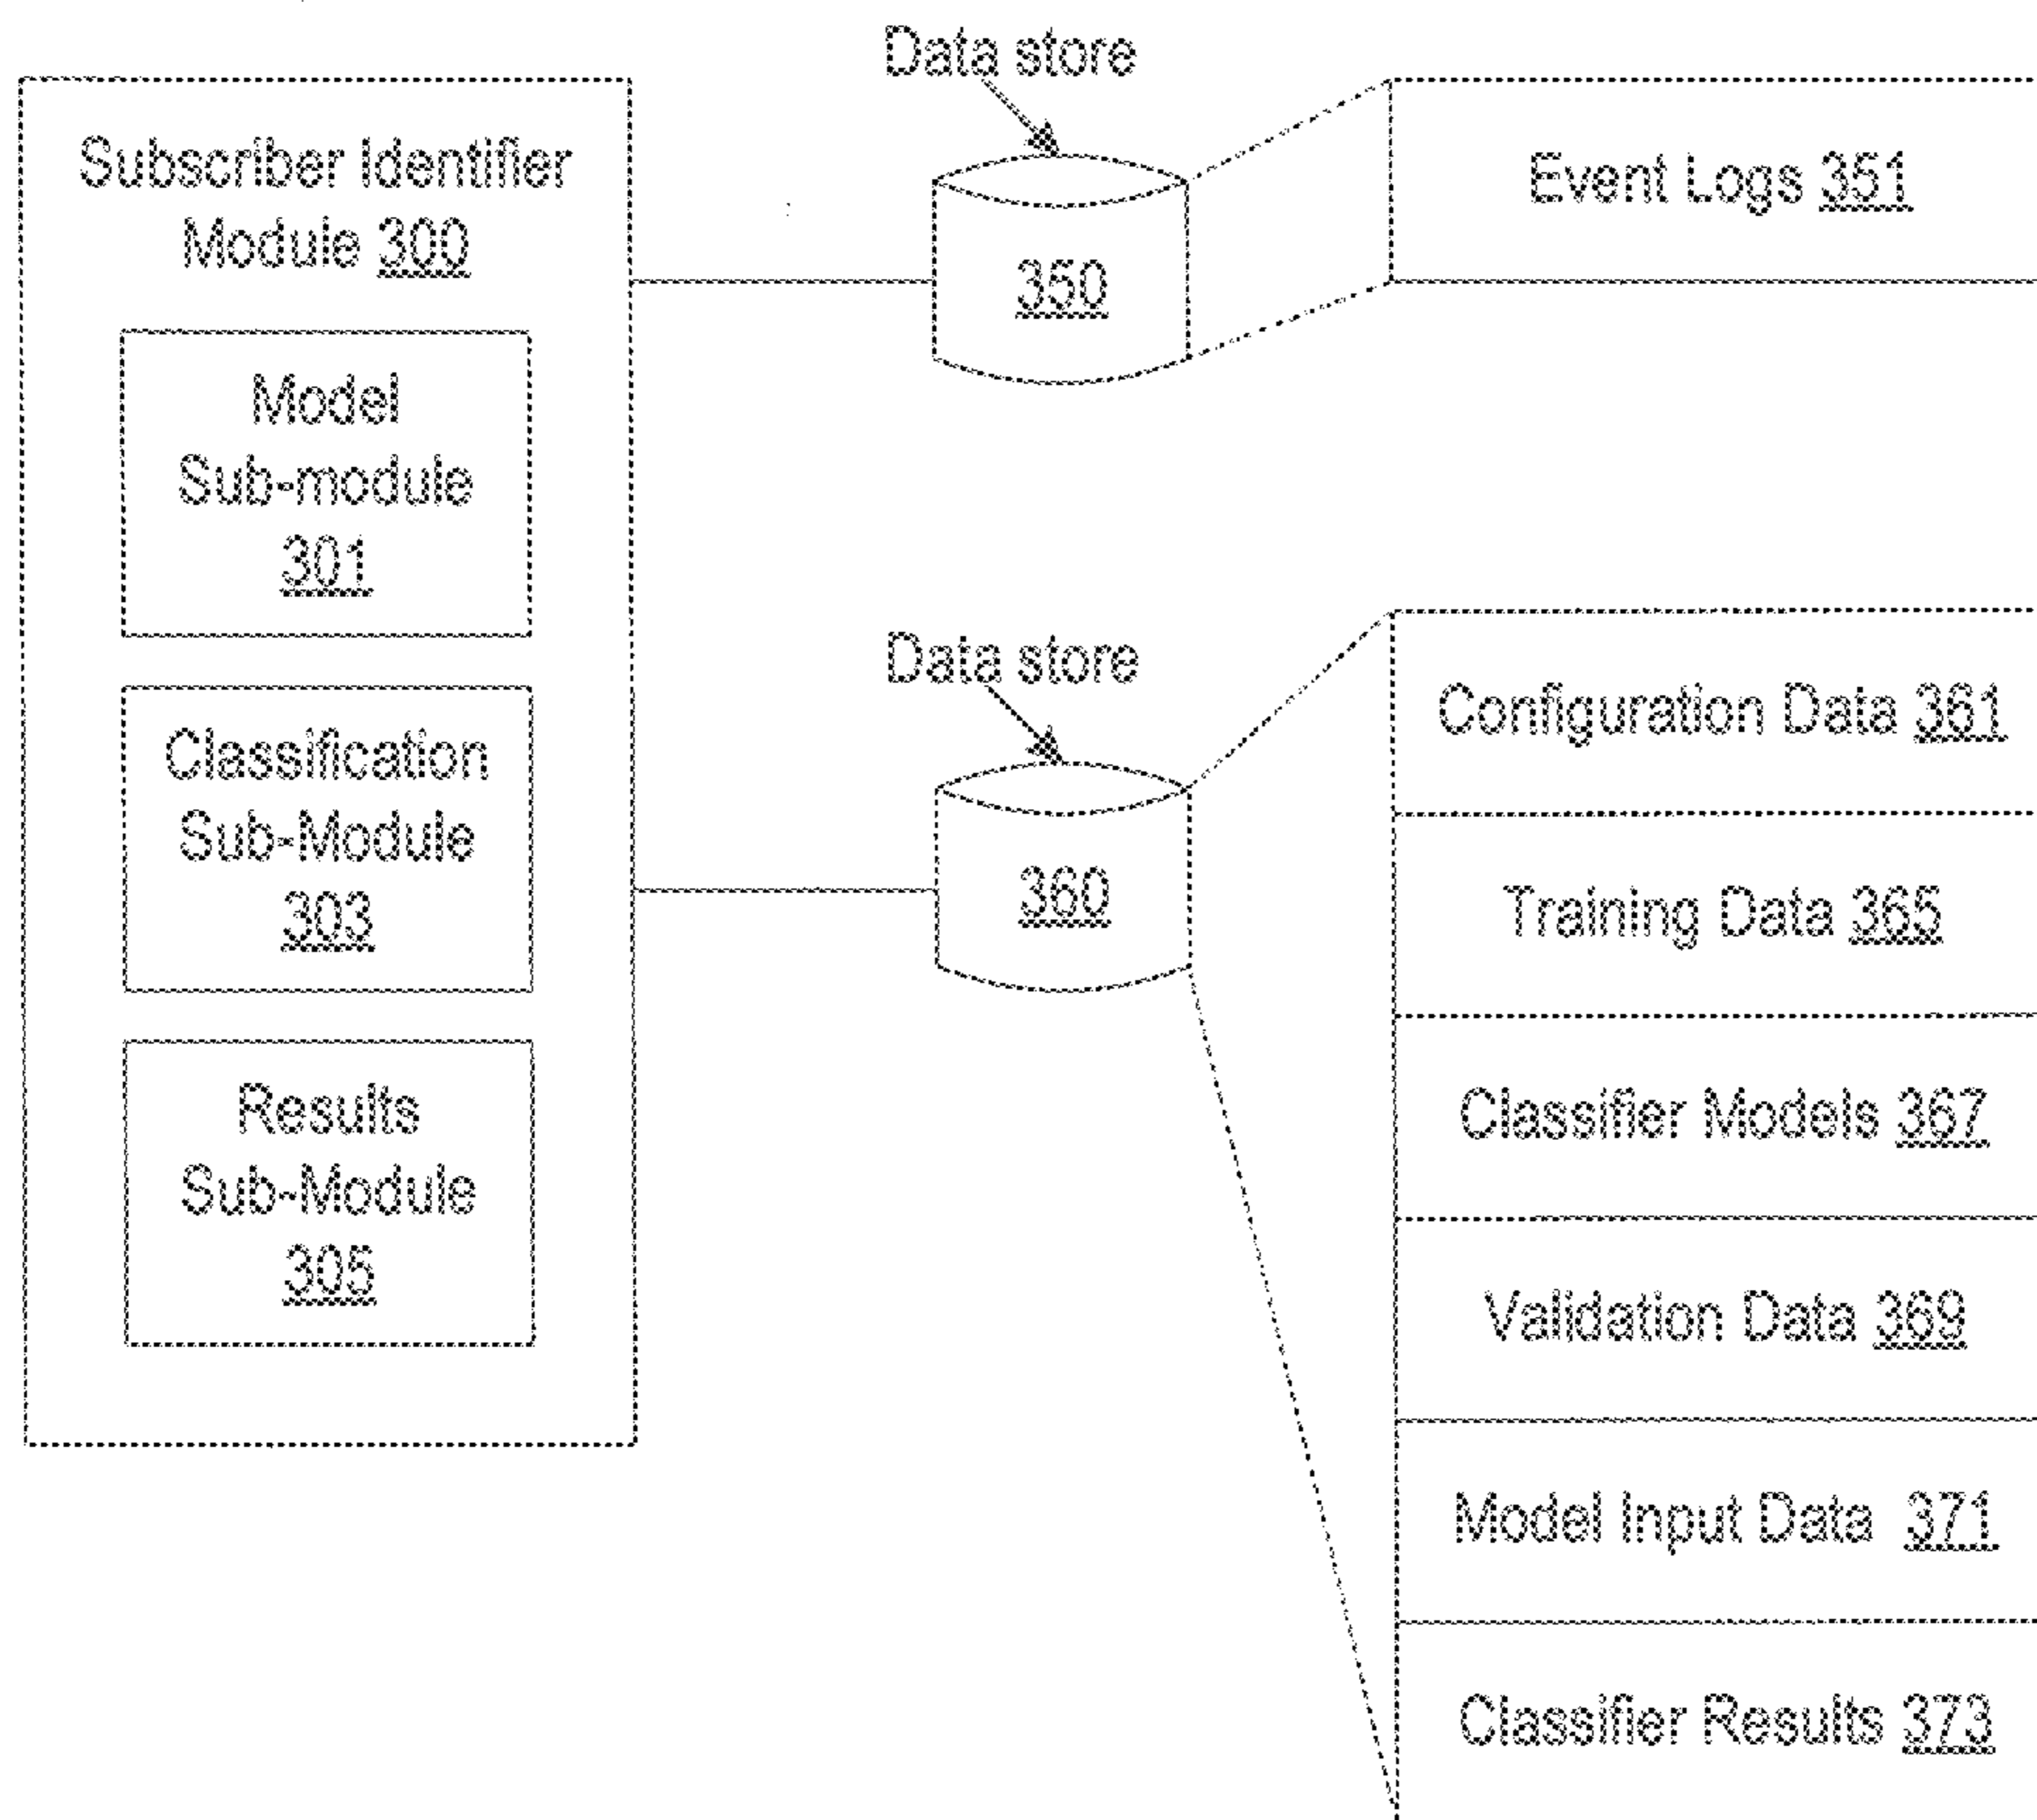 Subscriber Identifier
Module 300
Model
Sub-module
301
Classification
Sub-Module
303
Results
Sub-Module
305
Data store
350
Event Logs 351
Data store
360
Configuration Data 361
Training Data 365
Classifier Models 367
Validation Data 369
Model Input Data 371
Classifier Results 373